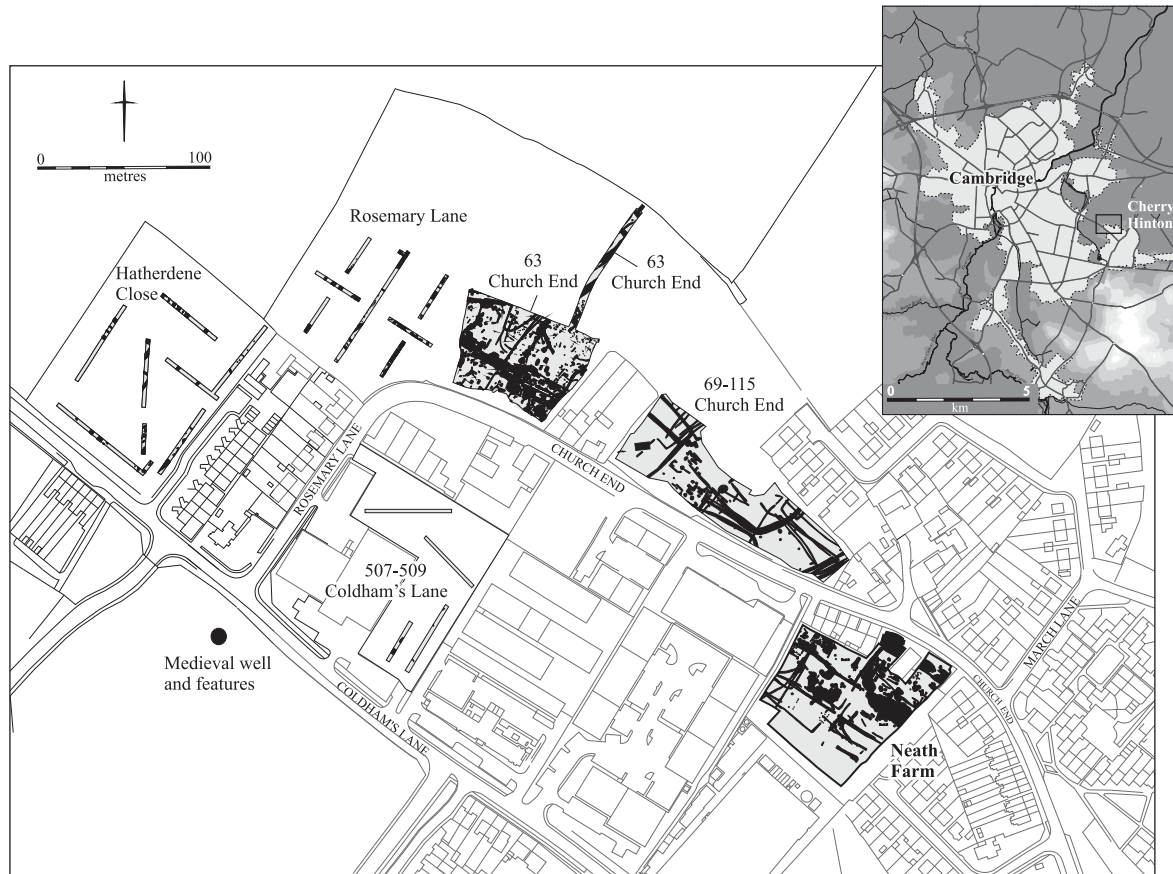 0 100
metres
Rosemary Lane
Hatherdene
Close
63
Church End
63
Church End
69-115
Church End
CHURCH END
ROSEMARY LANE
507-509
Coldham's Lane
Medieval well
and features
COLDHAM'S LANE
MARCH LANE
CHURCH END
Neath
Farm
Cambridge
Cherry
Hinton
0 5
km